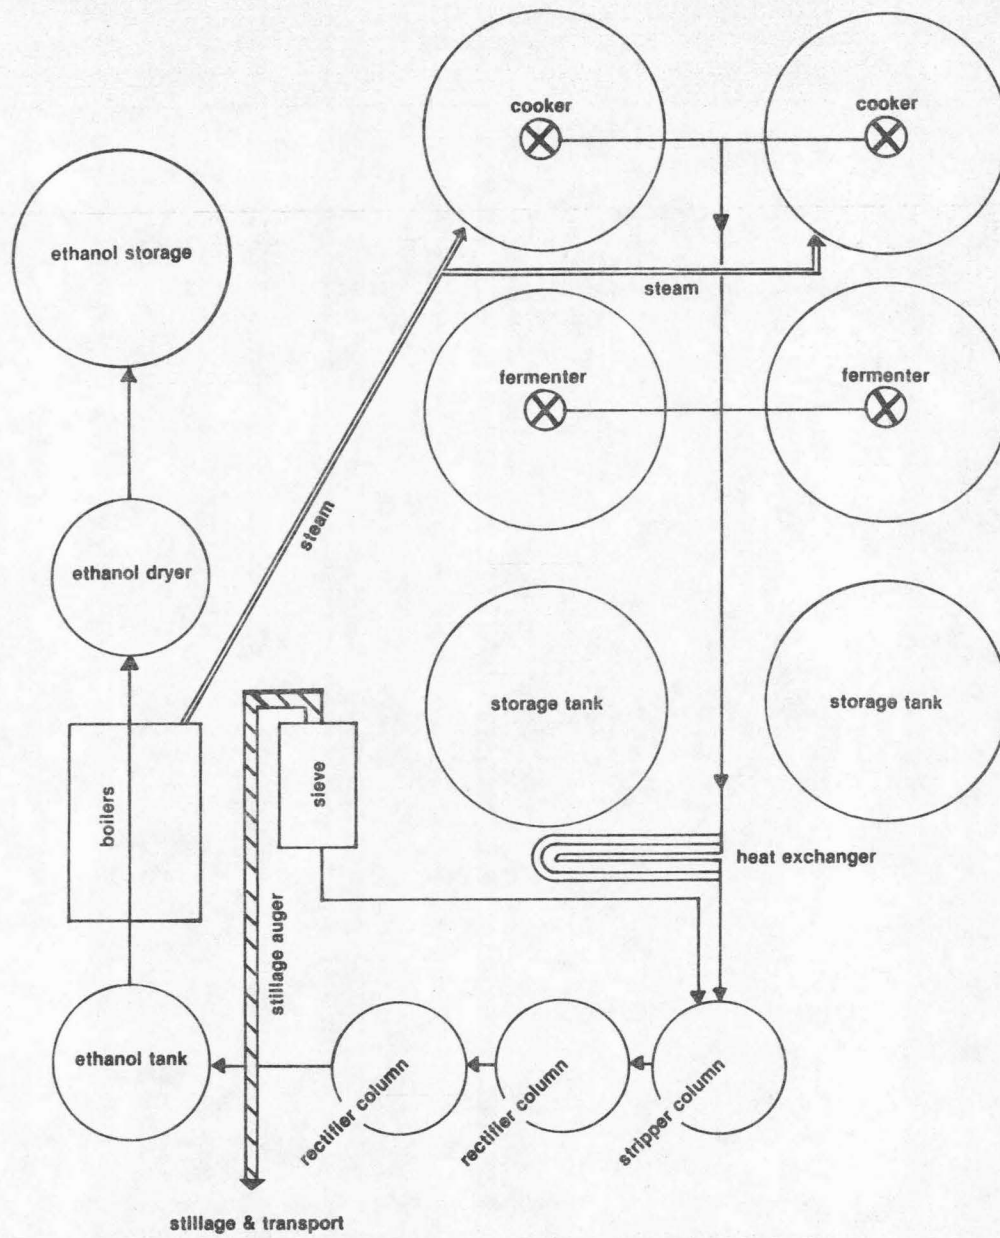 cooker
cooker
ethanol storage
steam
fermenter
fermenter
steam
ethanol dryer
storage tank
storage tank
boilers
sieve
heat exchanger
stillage auger
ethanol tank
rectifier column
rectifier column
stripper column
stillage & transport